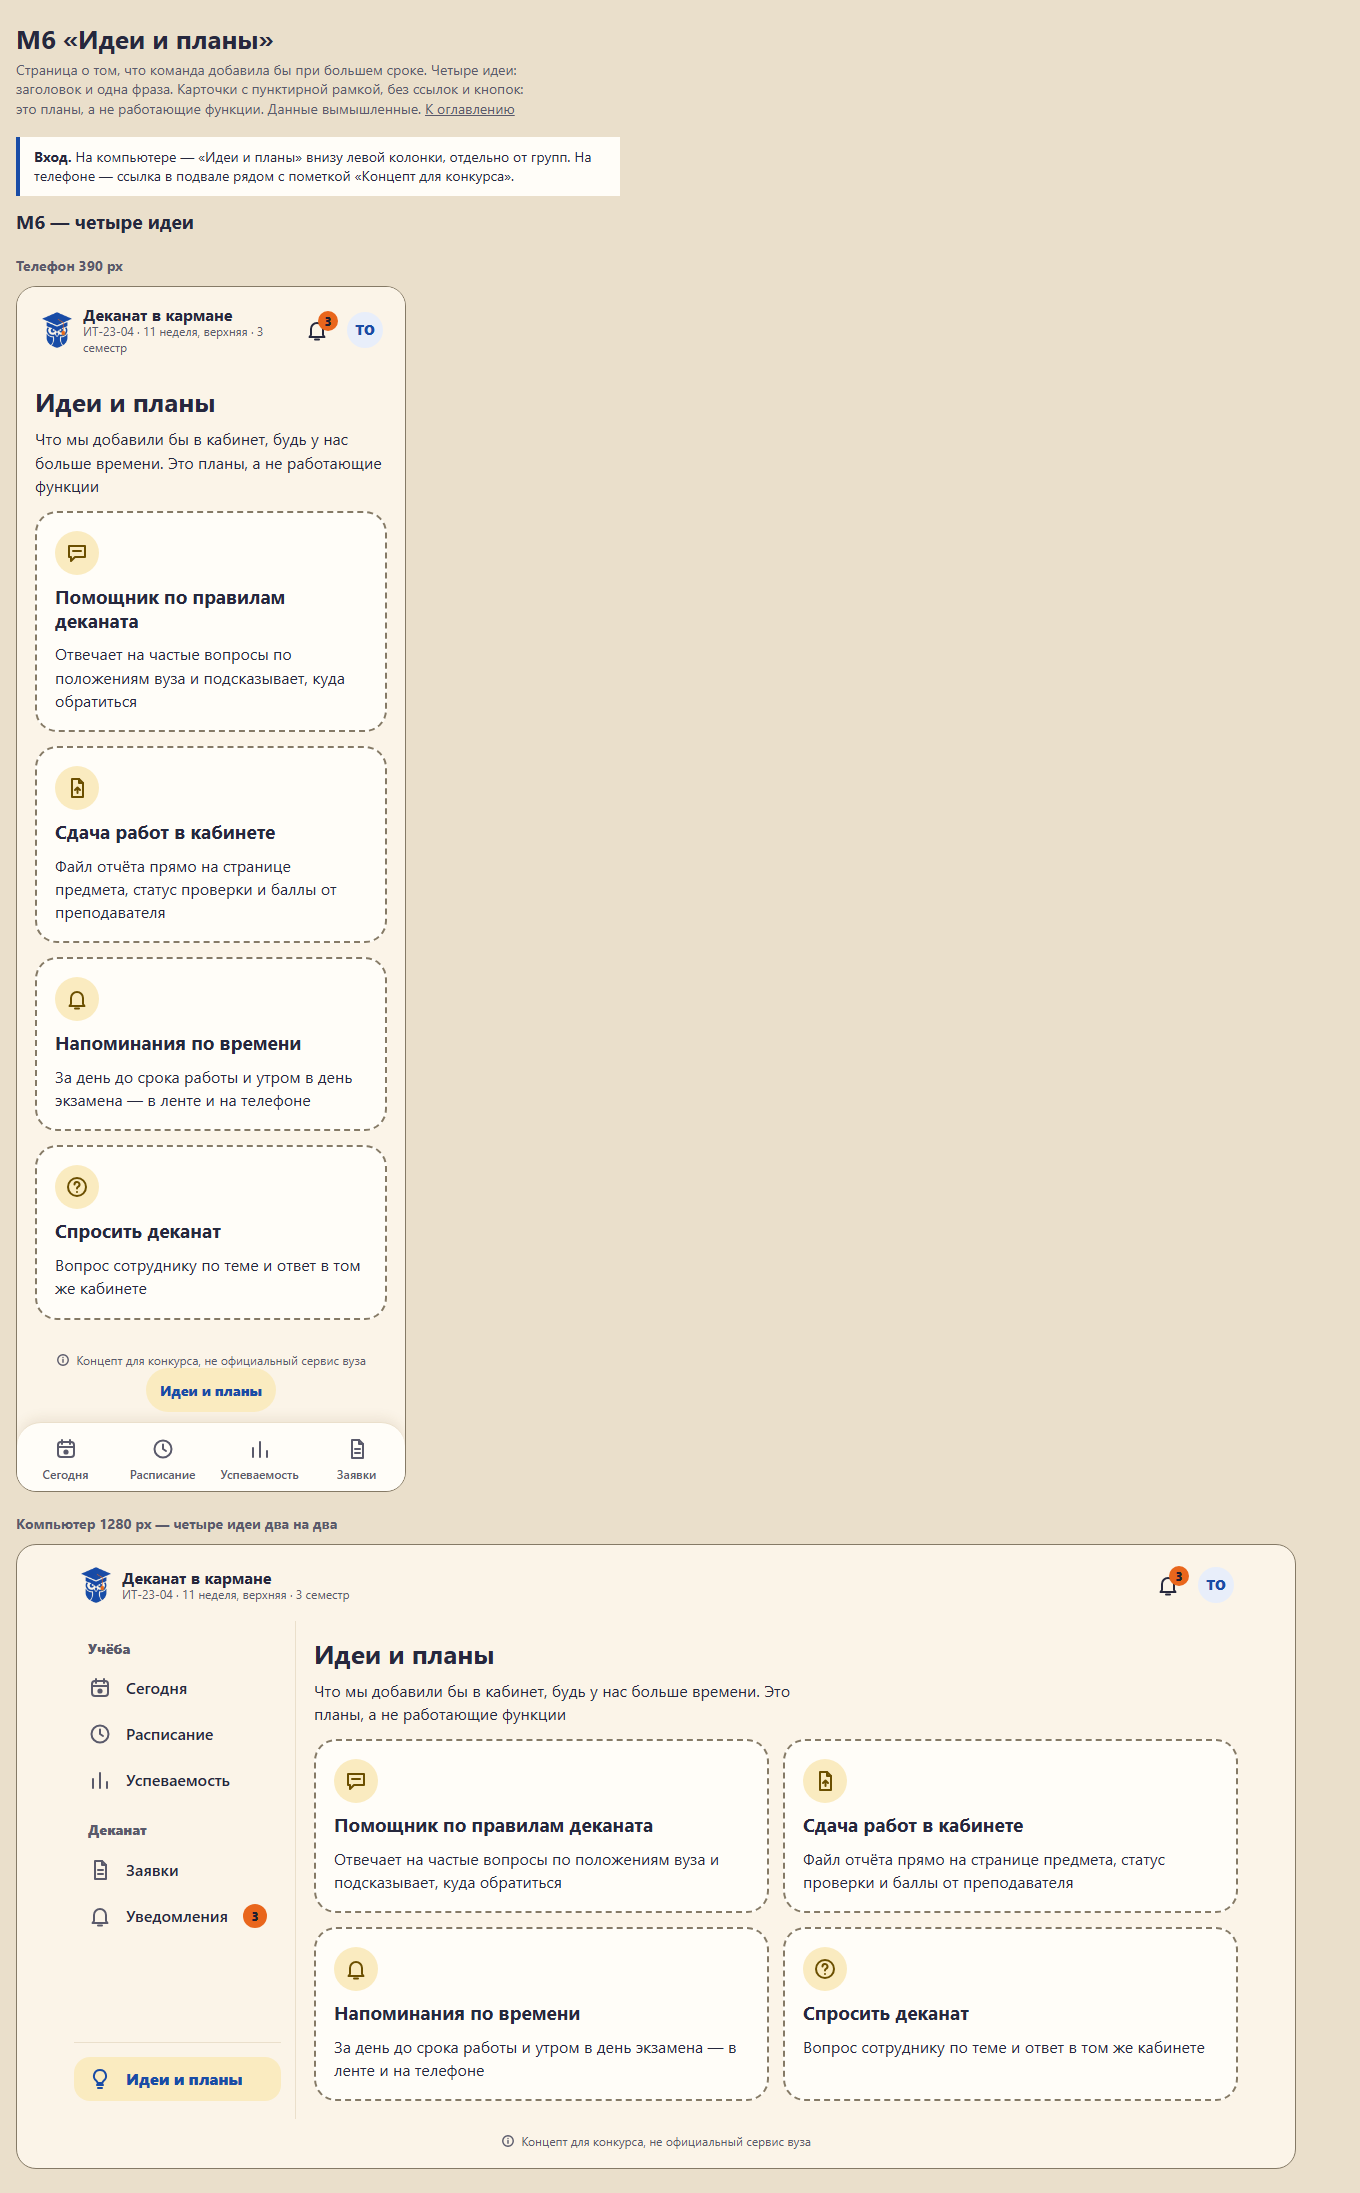 М6 «Идеи и планы»
Страница о том, что команда добавила бы при большем сроке. Четыре идеи:
заголовок и одна фраза. Карточки с пунктирной рамкой, без ссылок и кнопок:
это планы, а не работающие функции. Данные вымышленные. К оглавлению
Вход. На компьютере — «Идеи и планы» внизу левой колонки, отдельно от групп. На
телефоне — ссылка в подвале рядом с пометкой «Концепт для конкурса».
М6 — четыре идеи
Телефон 390 px
Деканат в кармане
ИТ-23-04 · 11 неделя, верхняя · 3
семестр
3
ТО
Идеи и планы
Что мы добавили бы в кабинет, будь у нас
больше времени. Это планы, а не работающие
функции
Помощник по правилам
деканата
Отвечает на частые вопросы по
положениям вуза и подсказывает, куда
обратиться
Сдача работ в кабинете
Файл отчёта прямо на странице
предмета, статус проверки и баллы от
преподавателя
Напоминания по времени
За день до срока работы и утром в день
экзамена — в ленте и на телефоне
Спросить деканат
Вопрос сотруднику по теме и ответ в том
же кабинете
Концепт для конкурса, не официальный сервис вуза
Идеи и планы
Сегодня
Расписание
Успеваемость
Заявки
Компьютер 1280 px — четыре идеи два на два
Деканат в кармане
ИТ-23-04 · 11 неделя, верхняя · 3 семестр
3
ТО
Учёба
Сегодня
Расписание
Успеваемость
Деканат
Заявки
Уведомления 3
Идеи и планы
Идеи и планы
Что мы добавили бы в кабинет, будь у нас больше времени. Это
планы, а не работающие функции
Помощник по правилам деканата
Отвечает на частые вопросы по положениям вуза и
подсказывает, куда обратиться
Сдача работ в кабинете
Файл отчёта прямо на странице предмета, статус
проверки и баллы от преподавателя
Напоминания по времени
За день до срока работы и утром в день экзамена — в
ленте и на телефоне
Спросить деканат
Вопрос сотруднику по теме и ответ в том же кабинете
Концепт для конкурса, не официальный сервис вуза